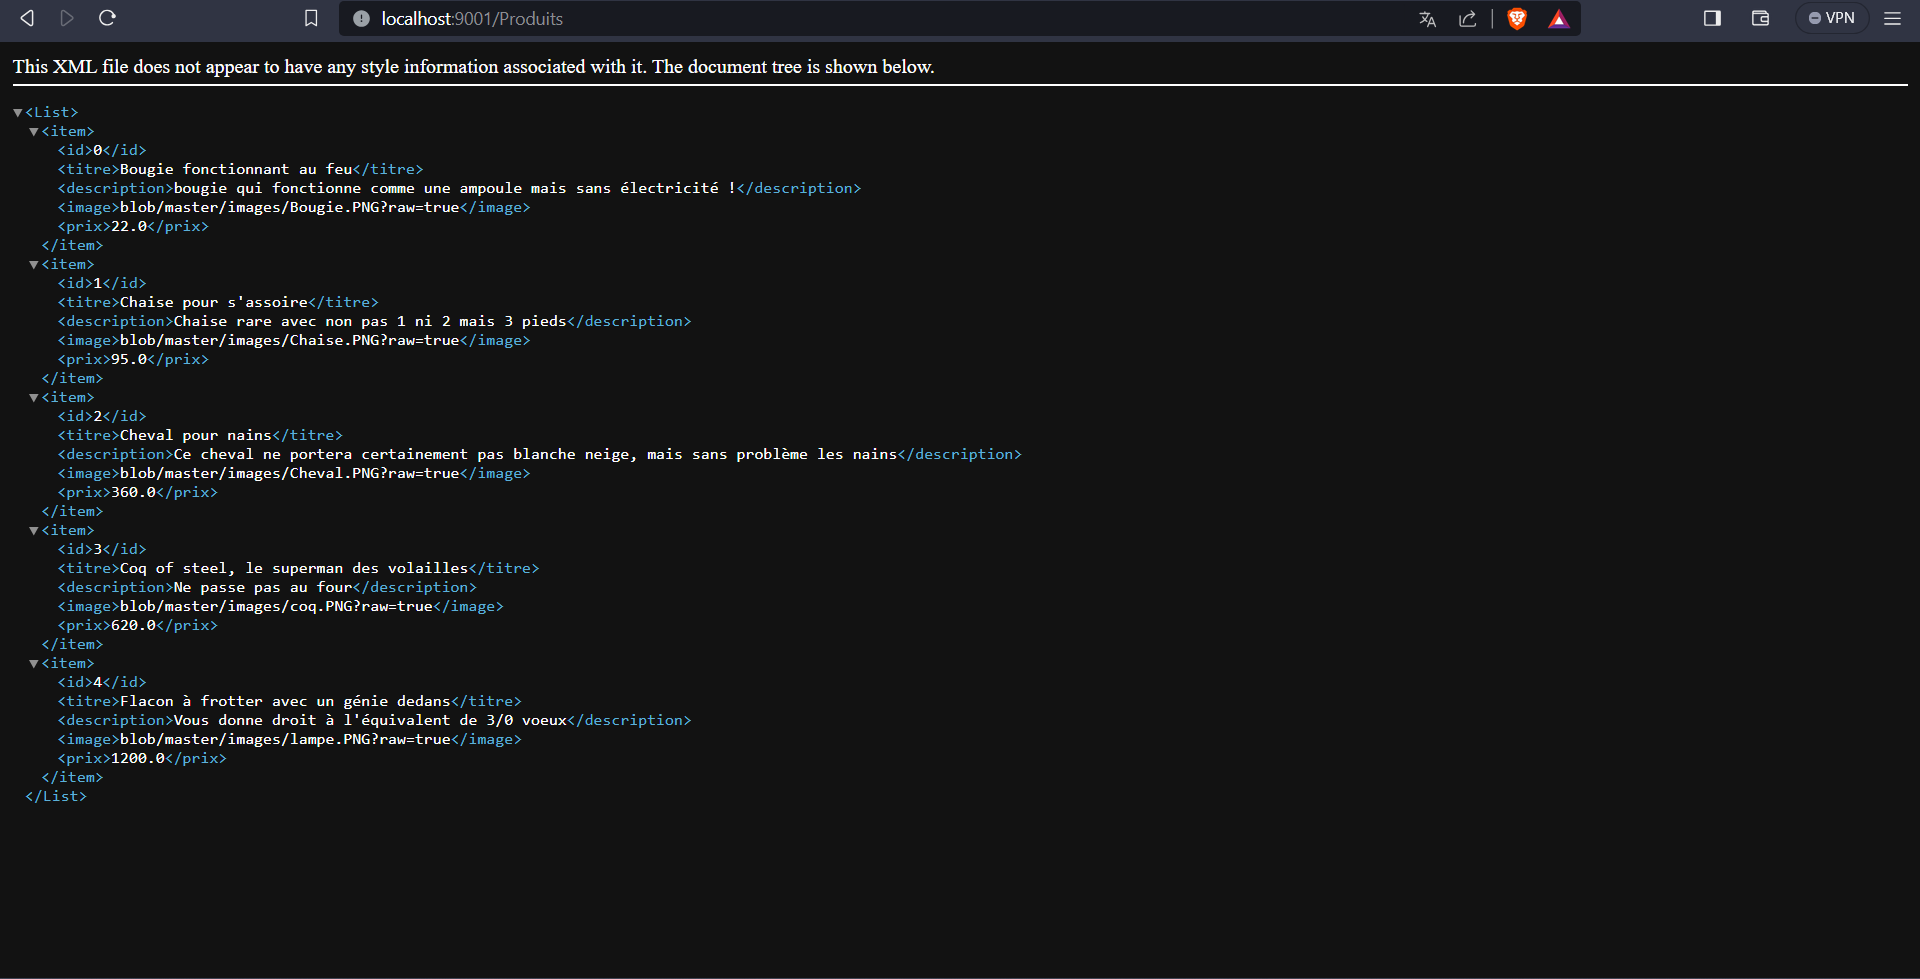 localhost:9001/Produits
VPN
This XML file does not appear to have any style information associated with it. The document tree is shown below.
<List>
<item>
<id>0</id>
<titre>Bougie fonctionnant au feu</titre>
<description>bougie qui fonctionne comme une ampoule mais sans électricité !</description>
<image>blob/master/images/Bougie.PNG?raw=true</image>
<prix>22.0</prix>
</item>
<item>
<id>1</id>
<titre>Chaise pour s'assoire</titre>
<description>Chaise rare avec non pas 1 ni 2 mais 3 pieds</description>
<image>blob/master/images/Chaise.PNG?raw=true</image>
<prix>95.0</prix>
</item>
<item>
<id>2</id>
<titre>Cheval pour nains</titre>
<description>Ce cheval ne portera certainement pas blanche neige, mais sans problème les nains</description>
<image>blob/master/images/Cheval.PNG?raw=true</image>
<prix>360.0</prix>
</item>
<item>
<id>3</id>
<titre>Coq of steel, le superman des volailles</titre>
<description>Ne passe pas au four</description>
<image>blob/master/images/coq.PNG?raw=true</image>
<prix>620.0</prix>
</item>
<item>
<id>4</id>
<titre>Flacon à frotter avec un génie dedans</titre>
<description>Vous donne droit à l'équivalent de 3/0 voeux</description>
<image>blob/master/images/lampe.PNG?raw=true</image>
<prix>1200.0</prix>
</item>
</List>